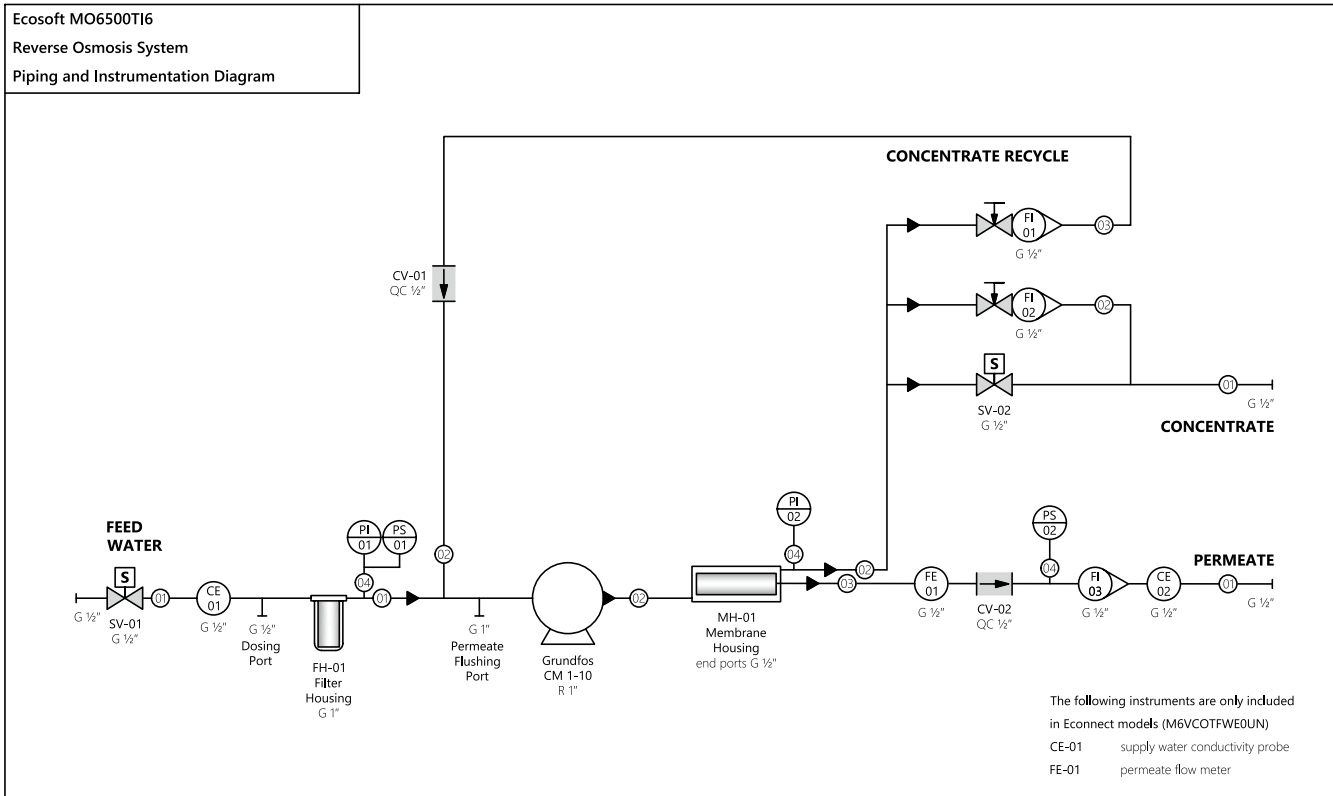 Ecosoft MO6500TI6
Reverse Osmosis System
Piping and Instrumentation Diagram
CONCENTRATE RECYCLE
FI
01
03
G ½"
CV-01
QC ½"
FI
02
02
G ½"
S
SV-02
G ½"
01
G ½"
CONCENTRATE
FEED
WATER
S
G ½"
SV-01
G ½"
01
CE
01
G ½"
G ½"
Dosing
Port
FH-01
Filter
Housing
G 1"
PI
01
PS
01
04
01
02
G 1"
Permeate
Flushing
Port
Grundfos
CM 1-10
R 1"
02
MH-01
Membrane
Housing
end ports G ½"
PI
02
04
02
03
FE
01
G ½"
CV-02
QC ½"
PS
02
04
FI
03
G ½"
CE
02
G ½"
PERMEATE
01
G ½"
The following instruments are only included
in Econnect models (M6VCOTFWE0UN)
CE-01 supply water conductivity probe
FE-01 permeate flow meter